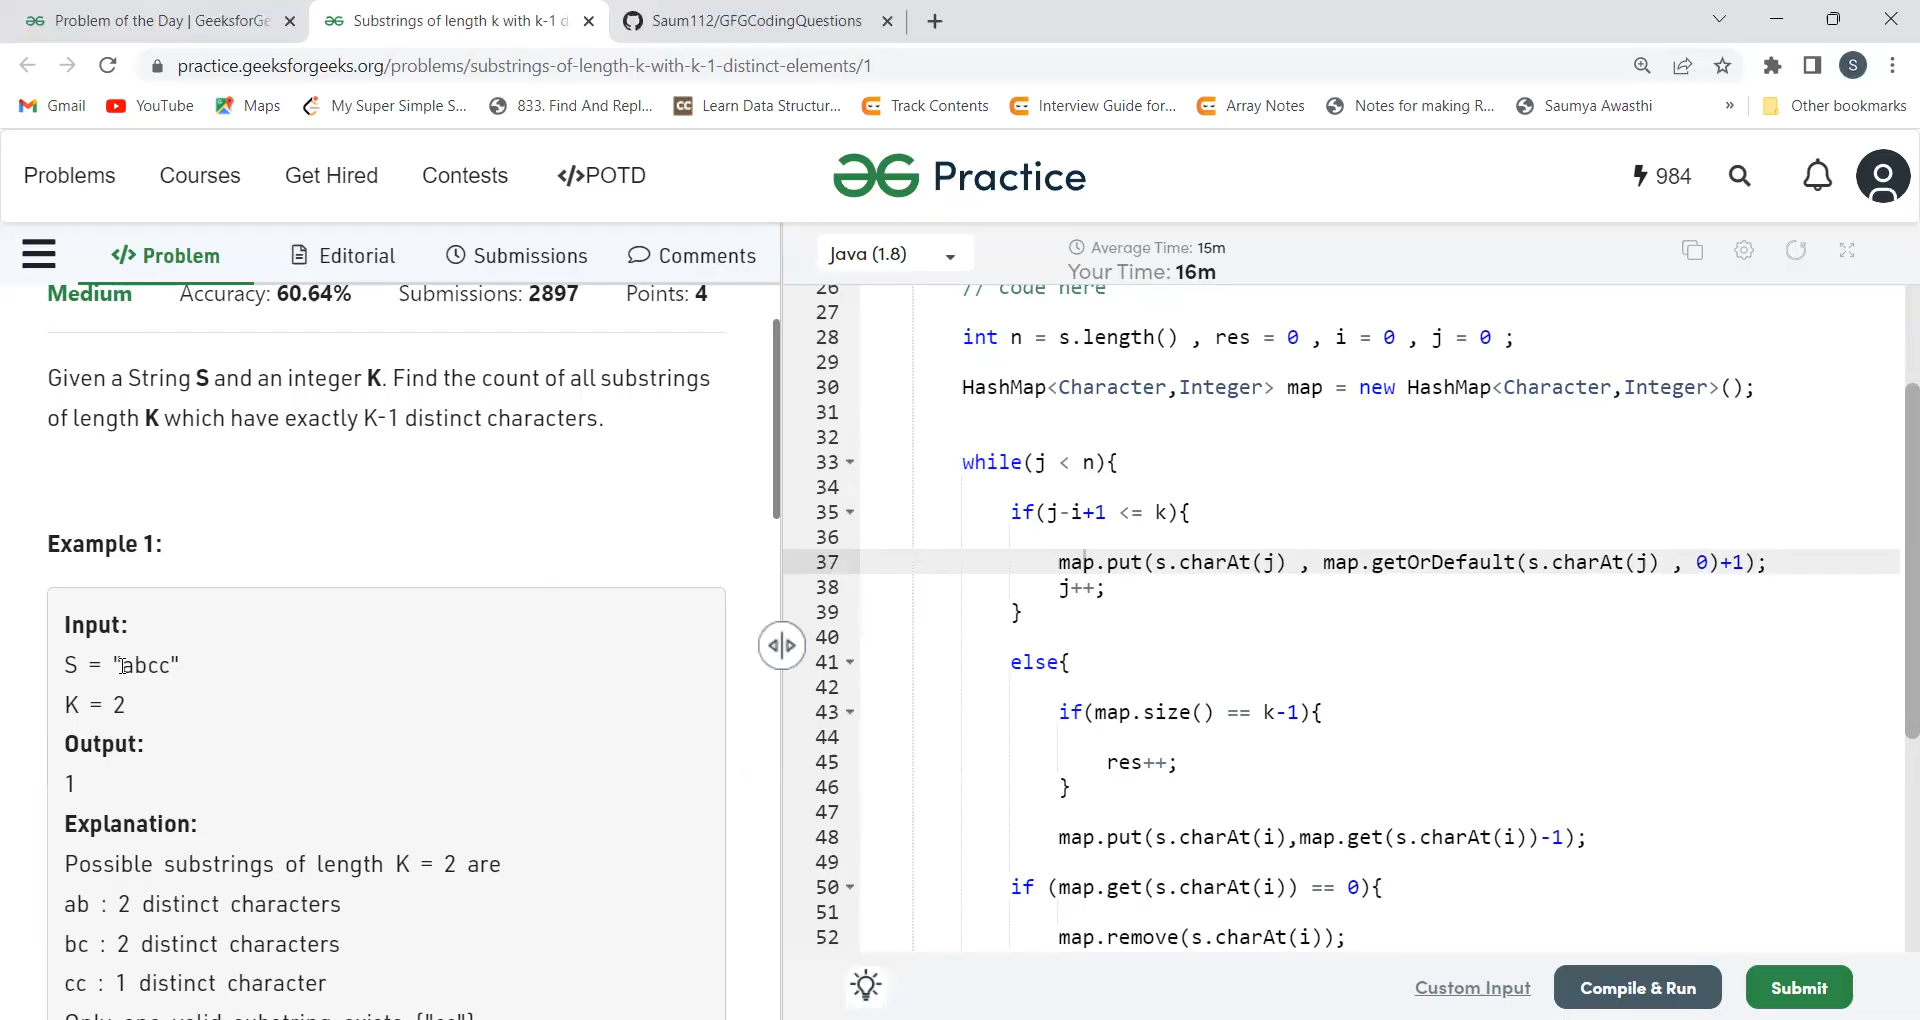 Problem of the Day | GeeksforGe
Substrings of length k with k-1 d
Saum112/GFGCodingQuestions
practice.geeksforgeeks.org/problems/substrings-of-length-k-with-k-1-distinct-elements/1
S
Gmail
YouTube
Maps
My Super Simple S...
833. Find And Repl...
Learn Data Structur...
Track Contents
Interview Guide for...
Array Notes
Notes for making R...
Saumya Awasthi
»
Other bookmarks
Problems
Courses
Get Hired
Contests
</>POTD
Practice
984
</> Problem
Editorial
Submissions
Comments
Medium
Accuracy: 60.64%
Submissions: 2897
Points: 4
Given a String S and an integer K. Find the count of all substrings
of length K which have exactly K-1 distinct characters.
Example 1:
Input:
S = "abcc"
K = 2
Output:
1
Explanation:
Possible substrings of length K = 2 are
ab : 2 distinct characters
bc : 2 distinct characters
cc : 1 distinct character
Only one valid substring exists {"cc"}
Java (1.8)
Average Time: 15m
Your Time: 16m
26 // code here
27
28 int n = s.length() , res = 0 , i = 0 , j = 0 ;
29
30 HashMap<Character,Integer> map = new HashMap<Character,Integer>();
31
32
33 while(j < n){
34
35 if(j-i+1 <= k){
36
37 map.put(s.charAt(j) , map.getOrDefault(s.charAt(j) , 0)+1);
38 j++;
39 }
40
41 else{
42
43 if(map.size() == k-1){
44
45 res++;
46 }
47
48 map.put(s.charAt(i),map.get(s.charAt(i))-1);
49
50 if (map.get(s.charAt(i)) == 0){
51
52 map.remove(s.charAt(i));
Custom Input
Compile & Run
Submit